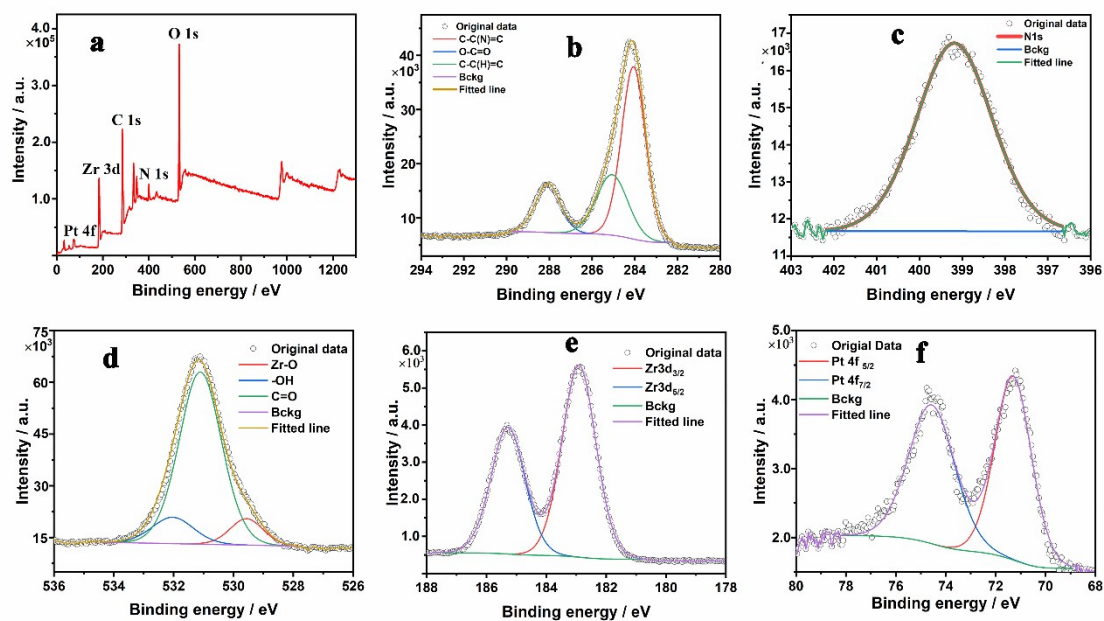 a
O 1s
C 1s
Zr 3d
N 1s
Pt 4f
4.0
×10⁵
3.0
2.0
1.0
Intensity / a.u.
0 200 400 600 800 1000 1200
Binding energy / eV
b
Original data
C-C(N)=C
O-C=O
C-C(H)=C
Bckg
Fitted line
50
×10³
40
30
20
10
Intensity / a.u.
294 292 290 288 286 284 282 280
Binding energy / eV
c
Original data
N1s
Bckg
Fitted line
17
×10³
16
15
14
13
12
11
Intensity / a.u.
403 401 399 397 396
Binding energy / eV
d
Original data
Zr-O
-OH
C=O
Bckg
Fitted line
75
×10³
60
45
30
15
Intensity / a.u.
536 534 532 530 528 526
Binding energy / eV
e
Original data
Zr3d3/2
Zr3d5/2
Bckg
Fitted line
6.0
×10³
5.0
4.0
3.0
2.0
1.0
Intensity / a.u.
188 186 184 182 180 178
Binding energy / eV
f
Origial Data
Pt 4f 5/2
Pt 4f7/2
Bckg
Fitted line
5.0
×10³
4.0
3.0
2.0
Intensity / a.u.
80 78 75 73 70 68
Binding energy / eV